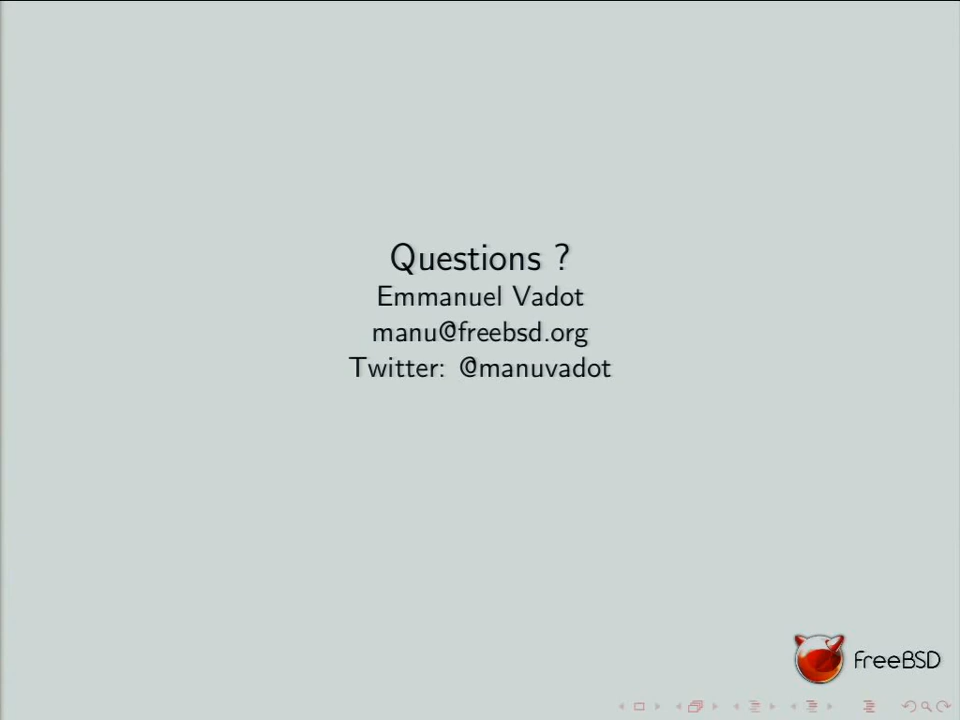 Questions ?
Emmanuel Vadot
manu@freebsd.org
Twitter: @manuvadot
FreeBSD